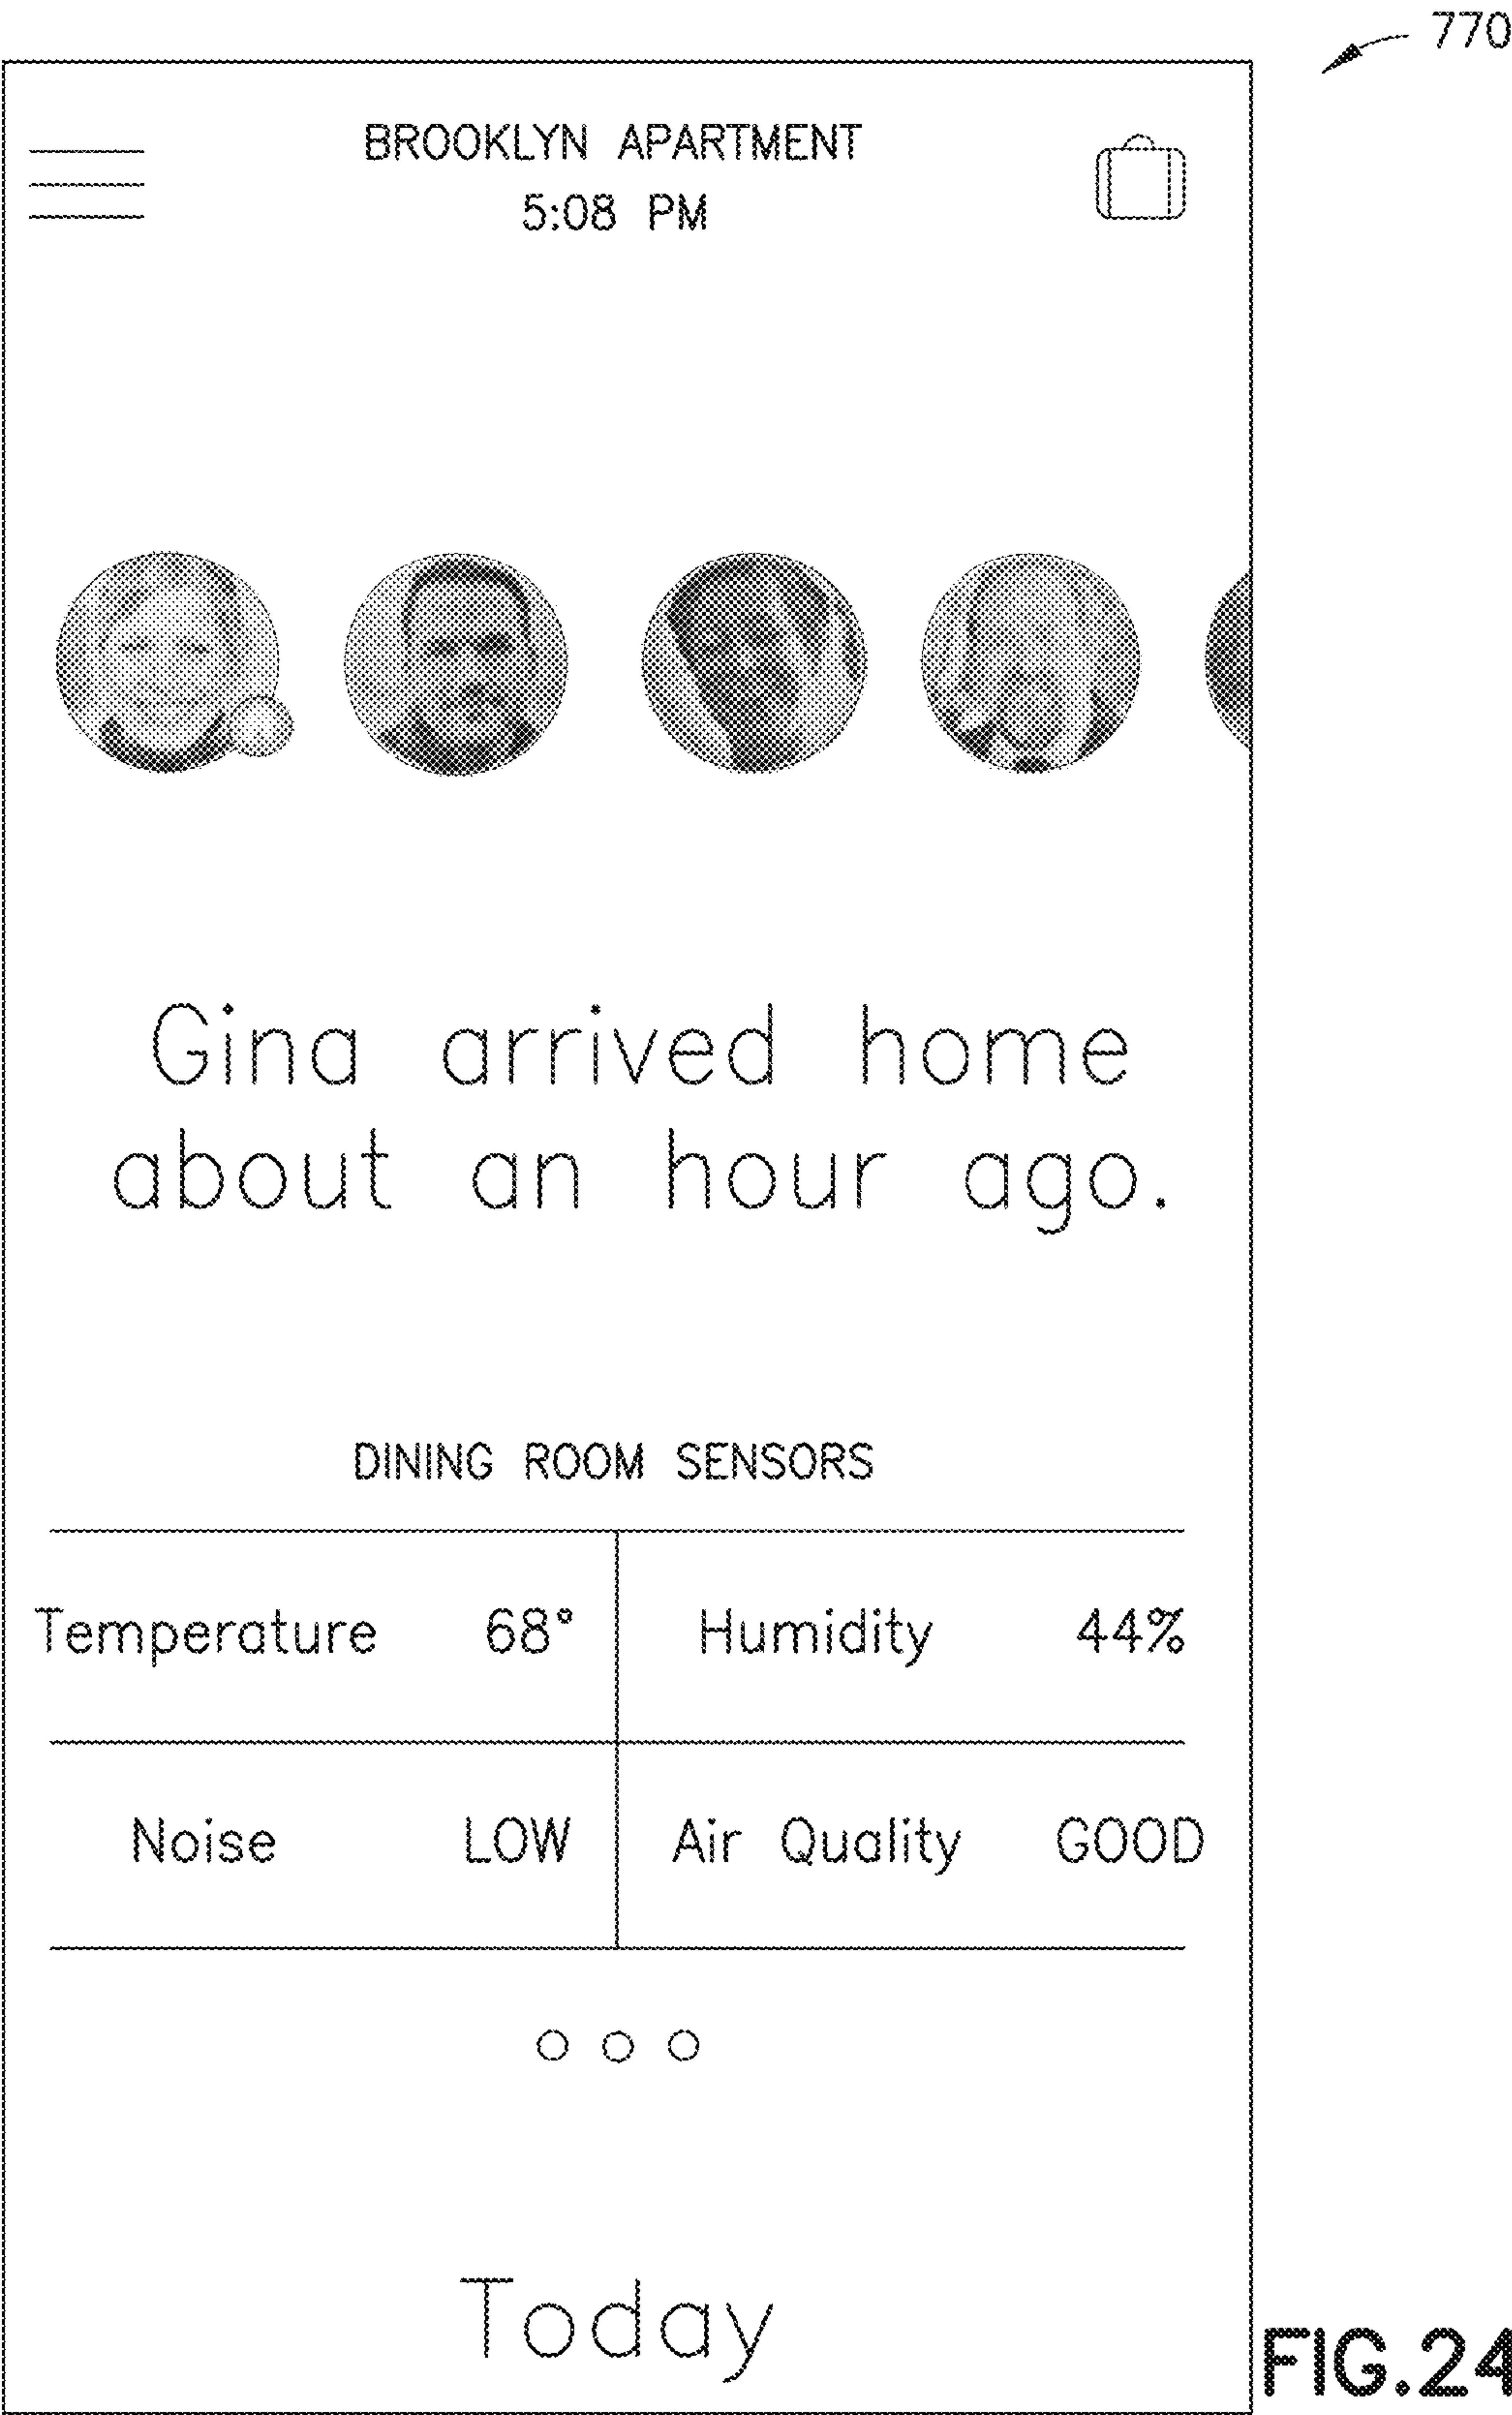 770
BROOKLYN APARTMENT
5:08 PM
Gina arrived home
about an hour ago.
DINING ROOM SENSORS
Temperature 68° Humidity 44%
Noise LOW Air Quality GOOD
Today
FIG.24